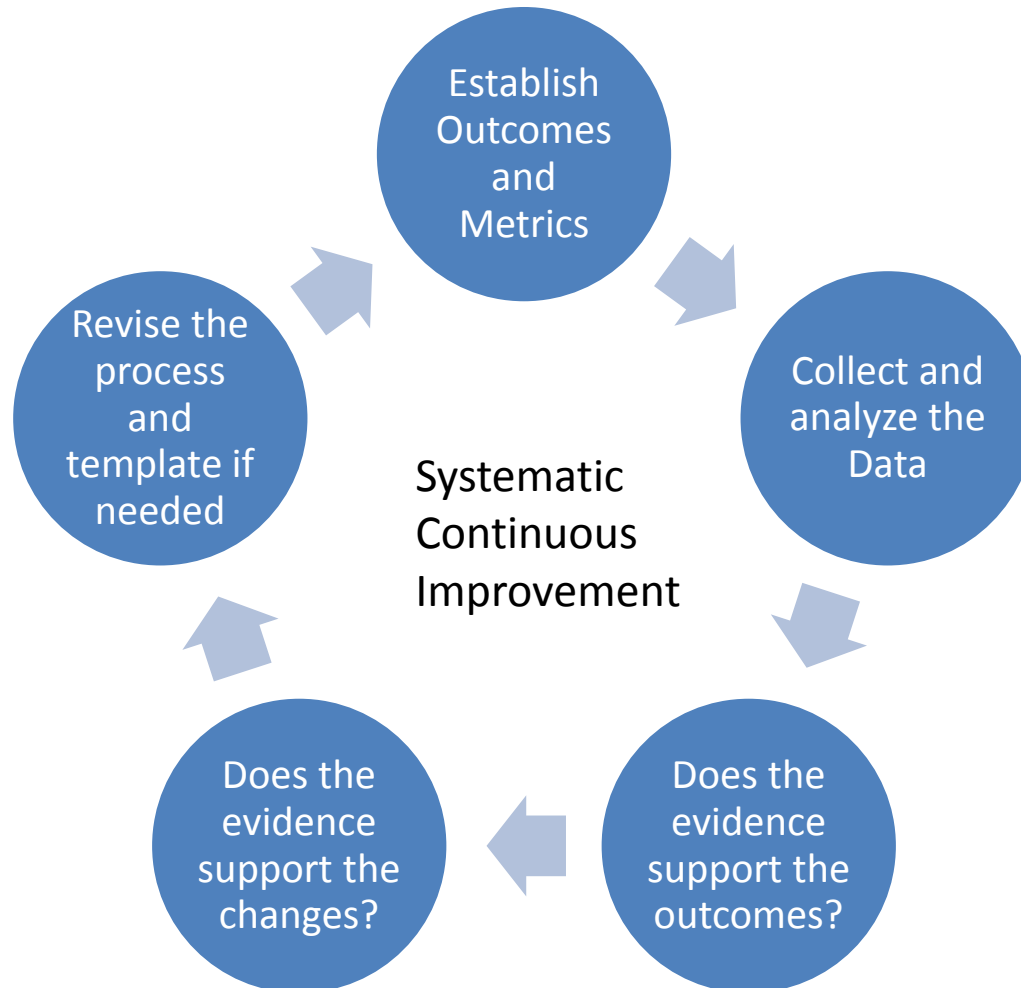 Establish
Outcomes
and
Metrics
Collect and
analyze the
Data
Does the
evidence
support the
outcomes?
Does the
evidence
support the
changes?
Revise the
process
and
template if
needed
Systematic
Continuous
Improvement